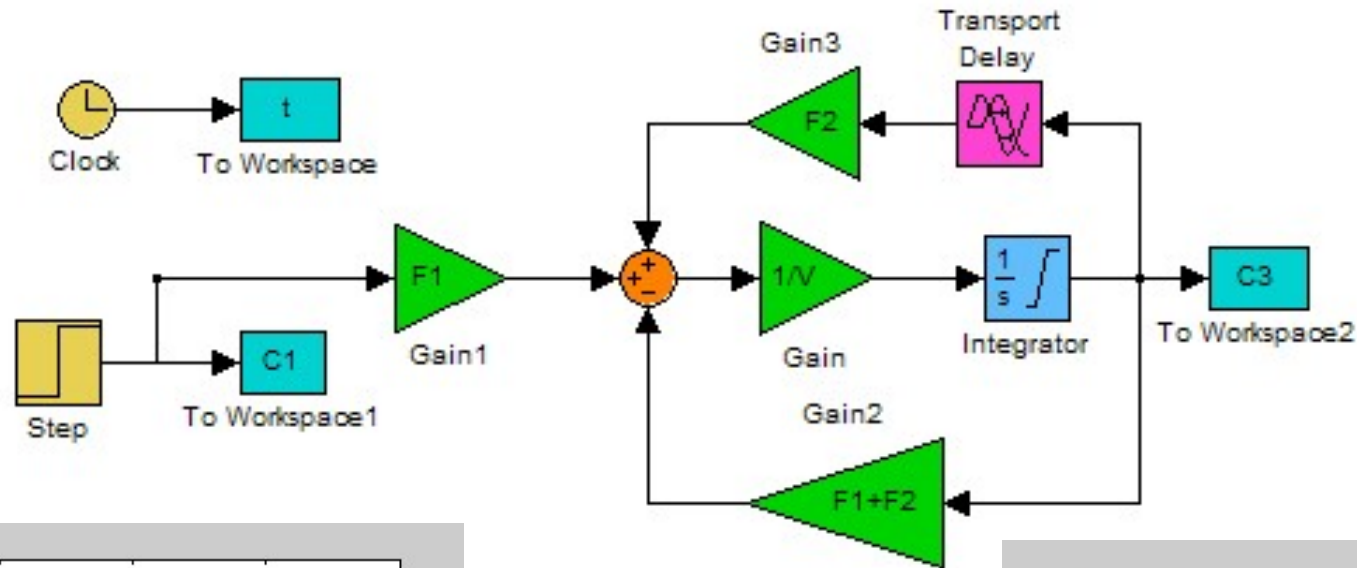 Transport
Delay
Gain3
F2
t
Clock
To Workspace
F1
Gain1
+
+
−
1/V
Gain
1
s
Integrator
C3
To Workspace2
Step
C1
To Workspace1
Gain2
F1+F2